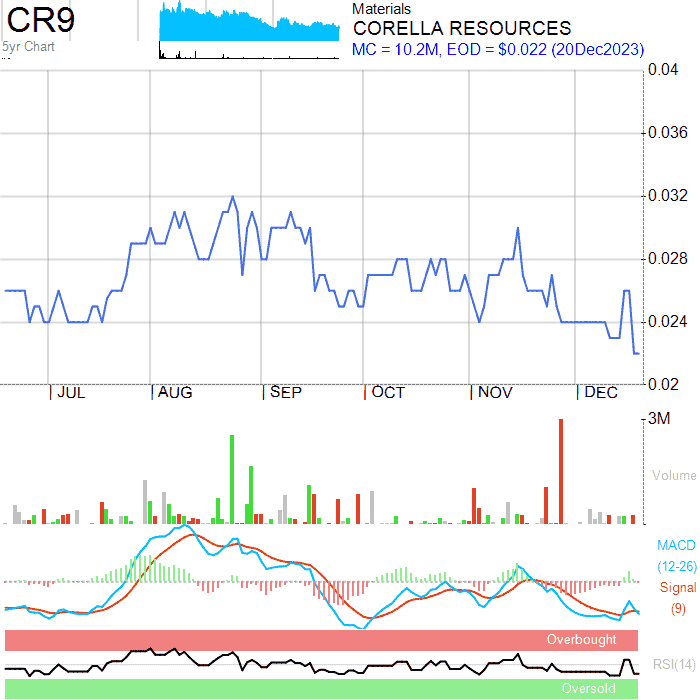 CR9
5yr Chart
Materials
CORELLA RESOURCES
MC = 10.2M, EOD = $0.022 (20Dec2023)
0.04
0.036
0.032
0.028
0.024
0.02
JUL AUG SEP OCT NOV DEC
3M
Volume
MACD
(12-26)
Signal
(9)
Overbought
RSI(14)
Oversold